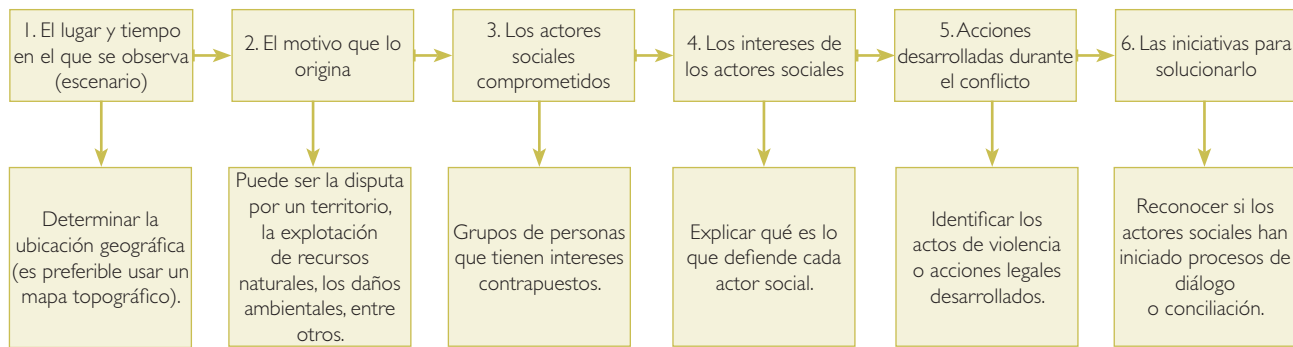 1. El lugar y tiempo
en el que se observa
(escenario)
2. El motivo que lo
origina
3. Los actores
sociales
comprometidos
4. Los intereses de
los actores sociales
5. Acciones
desarrolladas durante
el conflicto
6. Las iniciativas para
solucionarlo
Determinar la
ubicación geográfica
(es preferible usar un
mapa topográfico).
Puede ser la disputa
por un territorio,
la explotación
de recursos
naturales, los daños
ambientales, entre
otros.
Grupos de personas
que tienen intereses
contrapuestos.
Explicar qué es lo
que defiende cada
actor social.
Identificar los
actos de violencia
o acciones legales
desarrollados.
Reconocer si los
actores sociales han
iniciado procesos de
diálogo
o conciliación.